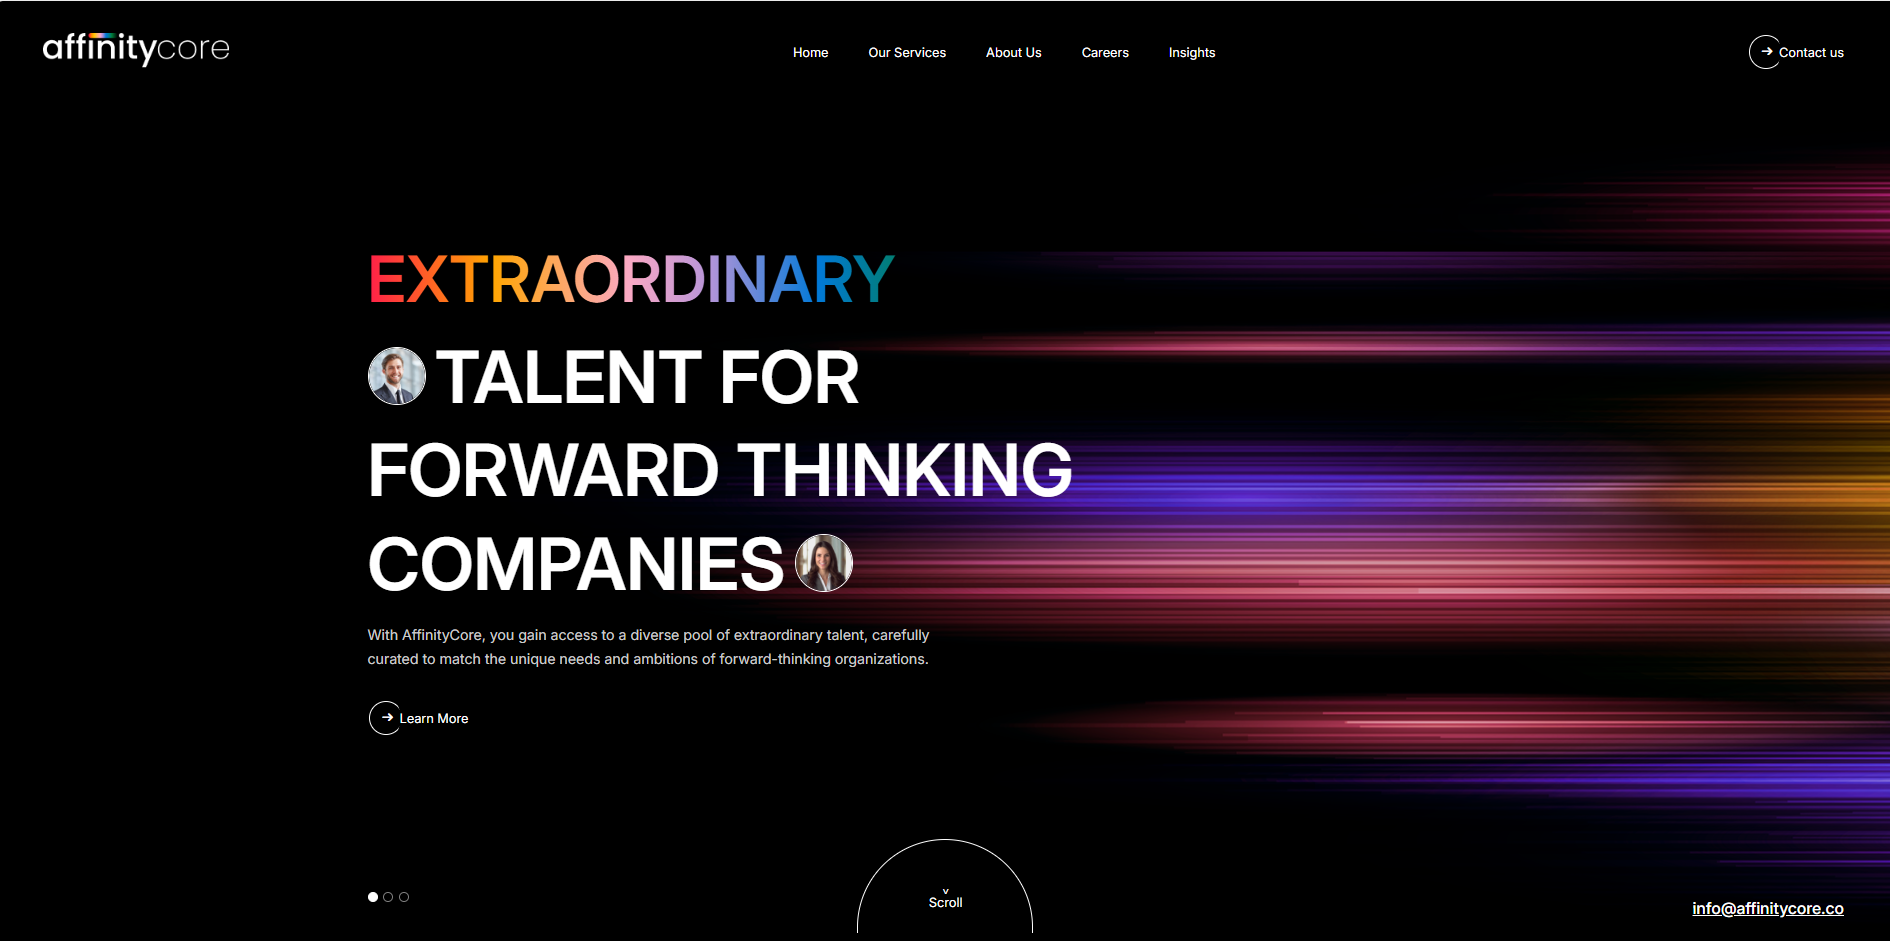 affinitycore
Home
Our Services
About Us
Careers
Insights
Contact us
EXTRAORDINARY
TALENT FOR
FORWARD THINKING
COMPANIES
With AffinityCore, you gain access to a diverse pool of extraordinary talent, carefully
curated to match the unique needs and ambitions of forward-thinking organizations.
Learn More
Scroll
info@affinitycore.co